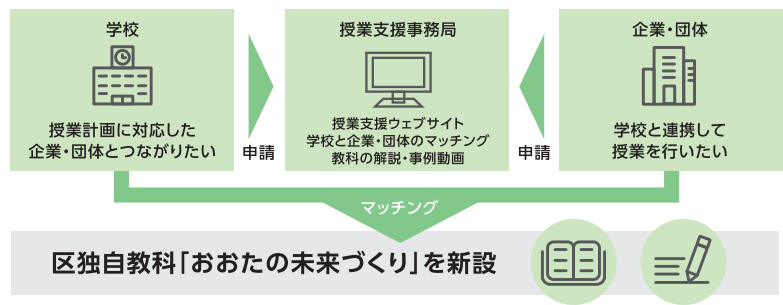 学校
授業計画に対応した
企業・団体とつながりたい
申請
授業支援事務局
授業支援ウェブサイト
学校と企業・団体のマッチング
教科の解説・事例動画
申請
企業・団体
学校と連携して
授業を行いたい
マッチング
区独自教科「おおたの未来づくり」を新設